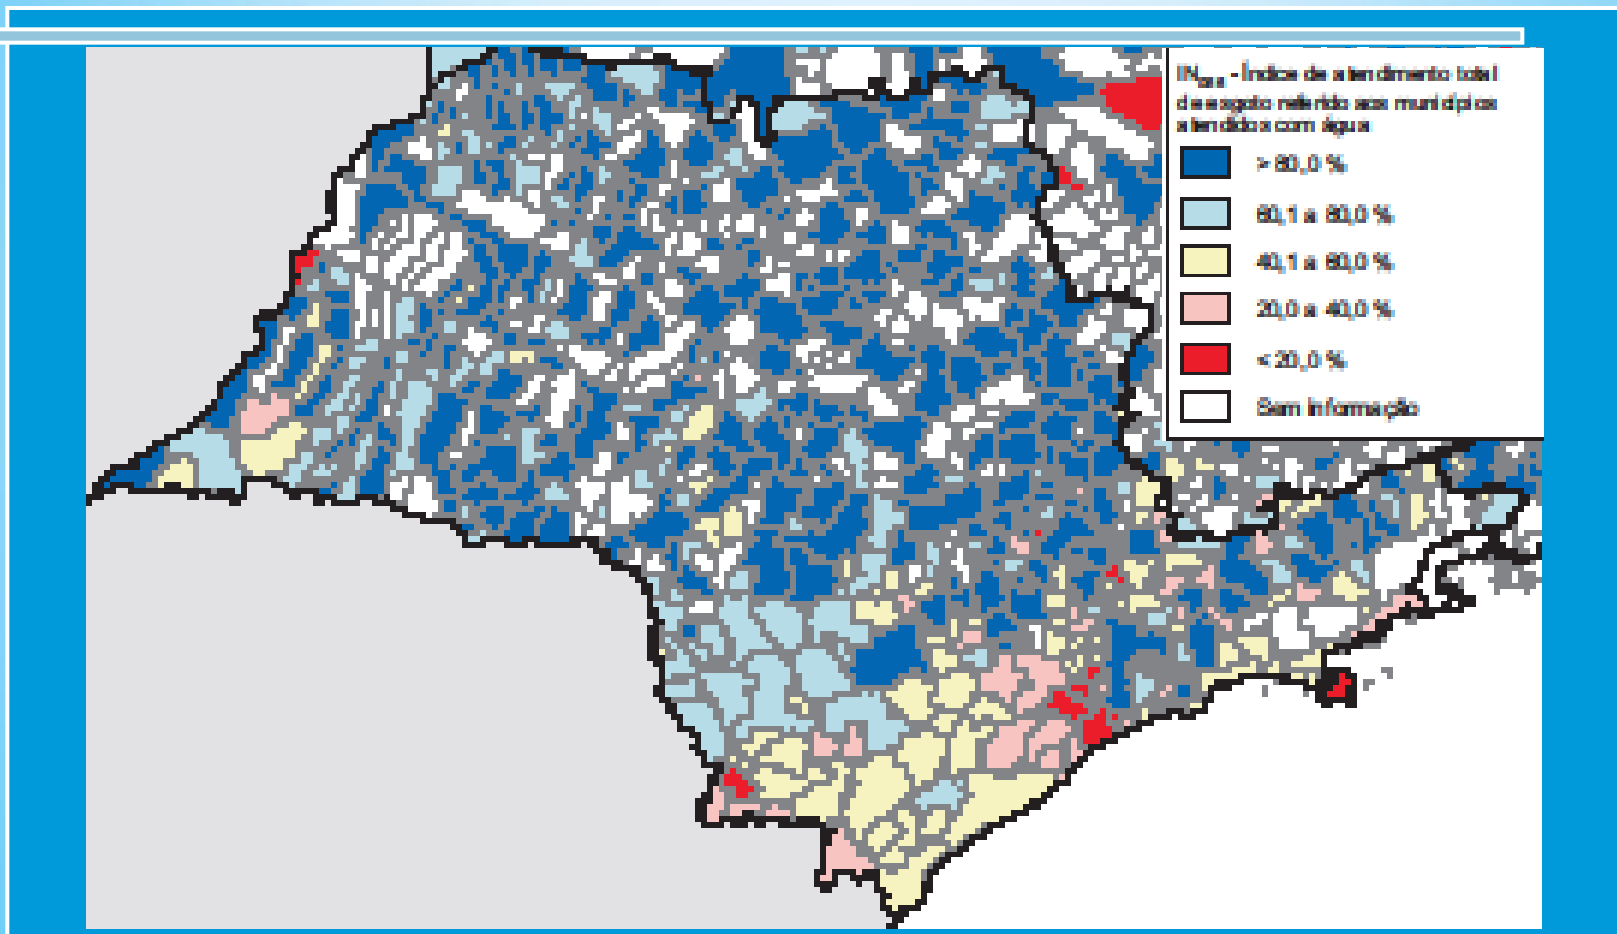 IN056 - Índice de atendimento total
de esgoto referido aos municípios
atendidos com água
> 80,0 %
60,1 a 80,0 %
40,1 a 60,0 %
20,0 a 40,0 %
< 20,0 %
Sem informação